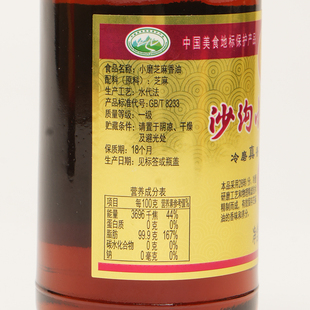 中国美食地标保护产品
食品名称：小磨芝麻香油
配料（原料）：芝麻
生产工艺：水代法
产品标准代号：GB/T 8233
质量等级：一级
贮藏条件：请置于阴凉、干燥
及避光处
保质期：18个月
生产日期：见标签或瓶盖
营养成分表
项目 每100克 营养素参考值%
能量 3696千焦 44%
蛋白质 0克 0%
脂肪 99.9克 167%
碳水化合物 0克 0%
钠 0毫克 0%
沙沟
冷榨真